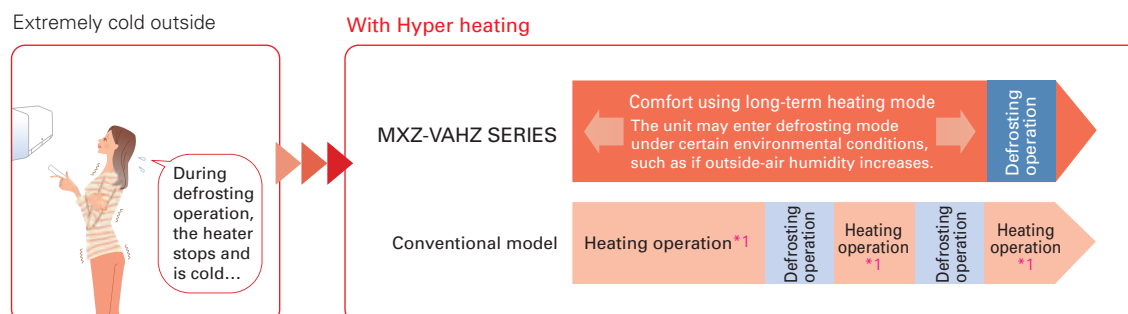 Extremely cold outside
During
defrosting
operation,
the heater
stops and
is cold…
With Hyper heating
MXZ-VAHZ SERIES
Comfort using long-term heating mode
The unit may enter defrosting mode
under certain environmental conditions,
such as if outside-air humidity increases.
Defrosting
operation
Conventional model
Heating operation*1
Defrosting
operation
Heating
operation
*1
Defrosting
operation
Heating
operation
*1